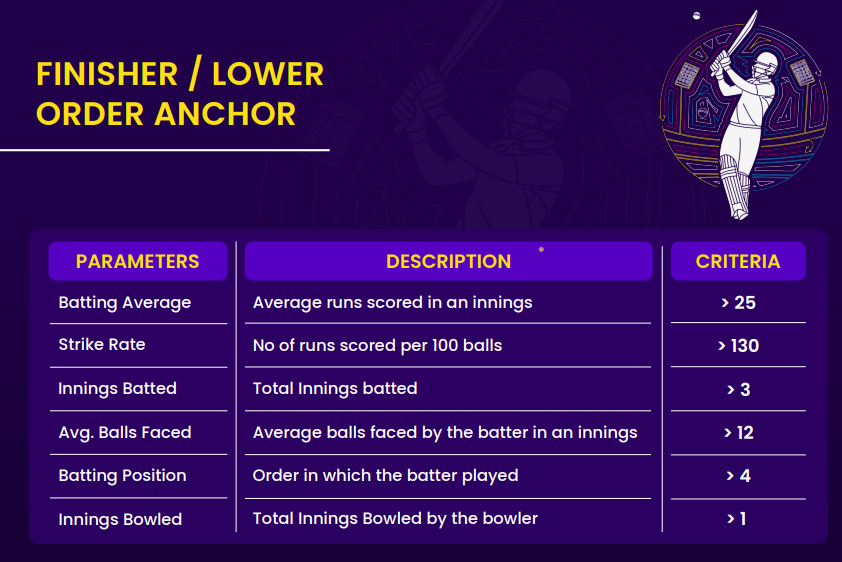 FINISHER / LOWER
ORDER ANCHOR
PARAMETERS DESCRIPTION CRITERIA
Batting Average Average runs scored in an innings > 25
Strike Rate No of runs scored per 100 balls > 130
Innings Batted Total Innings batted > 3
Avg. Balls Faced Average balls faced by the batter in an innings > 12
Batting Position Order in which the batter played > 4
Innings Bowled Total Innings Bowled by the bowler > 1